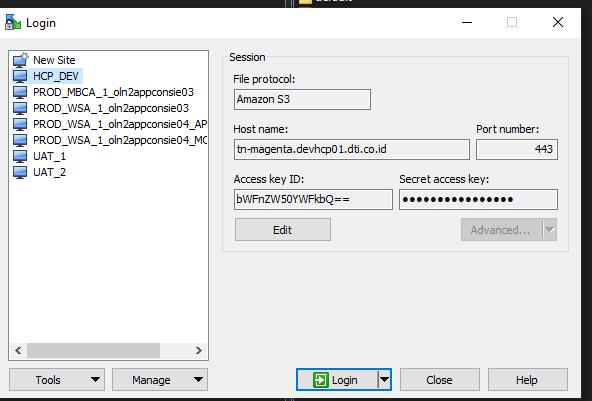 default
Login
New Site
HCP_DEV
PROD_MBCA_1_oln2appconsie03
PROD_WSA_1_oln2appconsie03
PROD_WSA_1_oln2appconsie04_AP
PROD_WSA_1_oln2appconsie04_MC
UAT_1
UAT_2
Session
File protocol:
Amazon S3
Host name:
Port number:
tn-magenta.devhcp01.dti.co.id
443
Access key ID:
Secret access key:
bWFnZW50YWFkbQ==
●●●●●●●●●●●●●●●●
Edit
Advanced...
Tools
Manage
Login
Close
Help